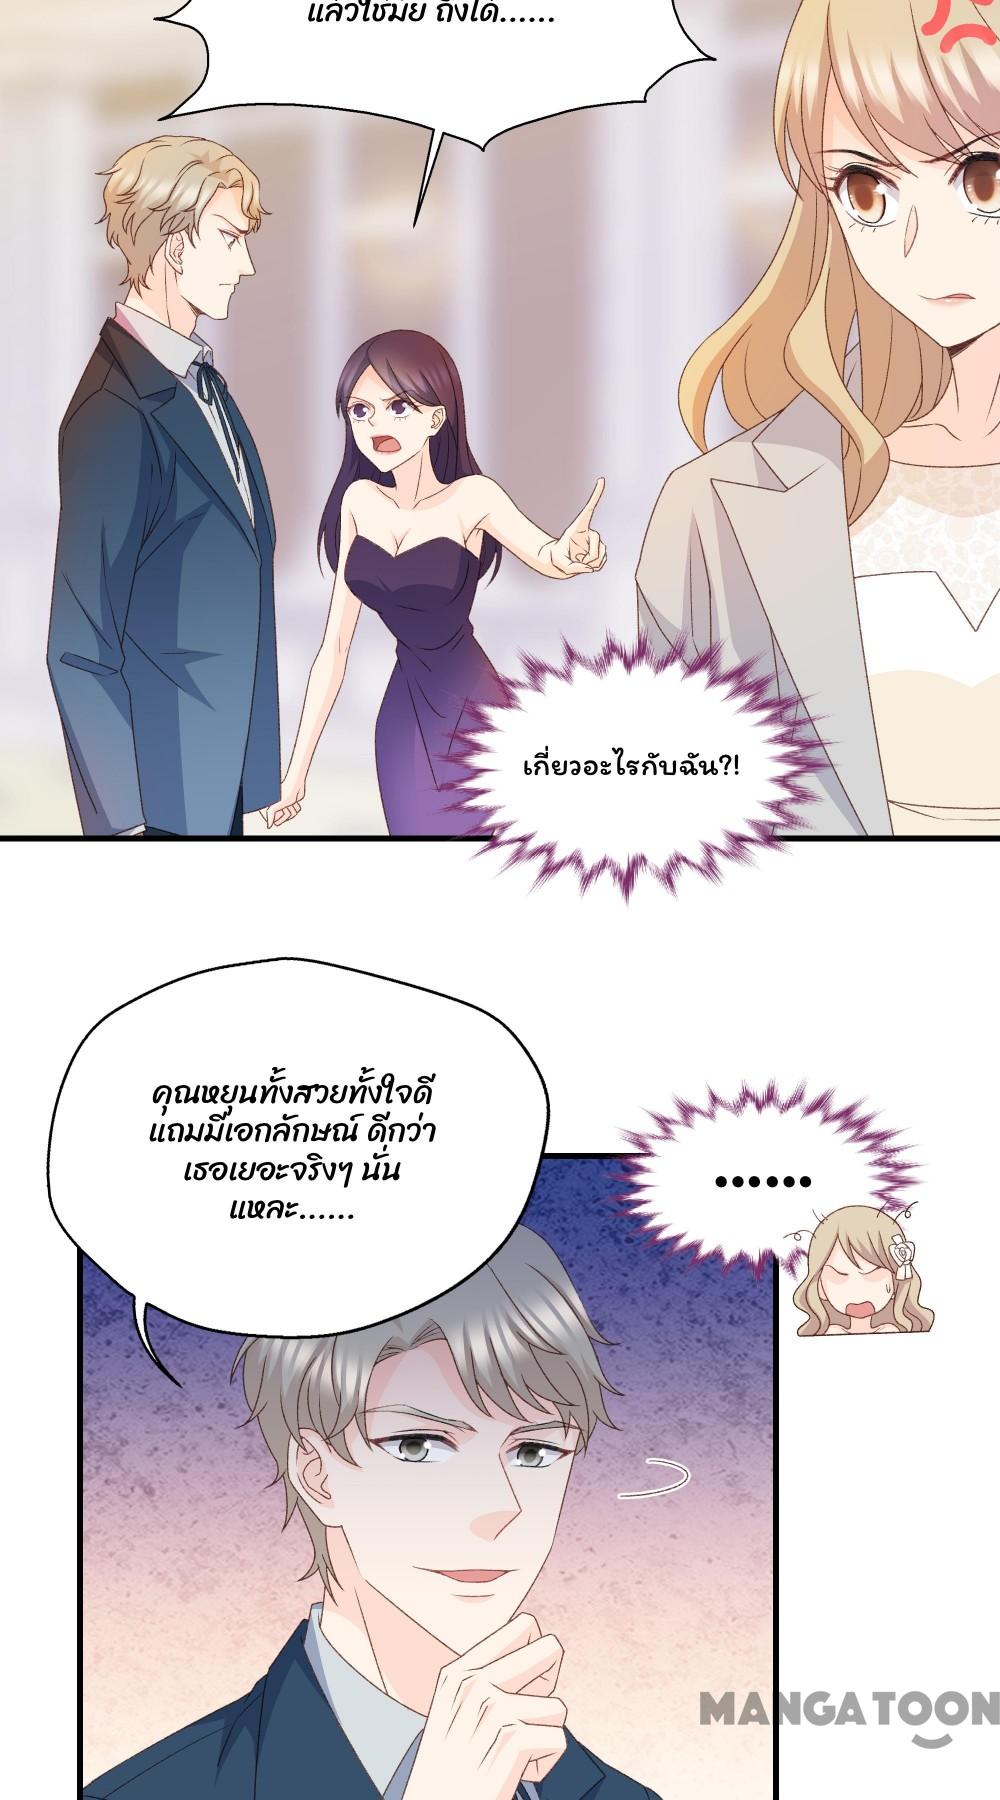 แล้วใช่มั้ย ถึงได้......
เกี่ยวอะไรกับฉัน?!
คุณหยุนทั้งสวยทั้งใจดี
แถมมีเอกลักษณ์ ดีกว่า
เธอเยอะจริงๆ นั่น
แหละ......
......
MANGATOON